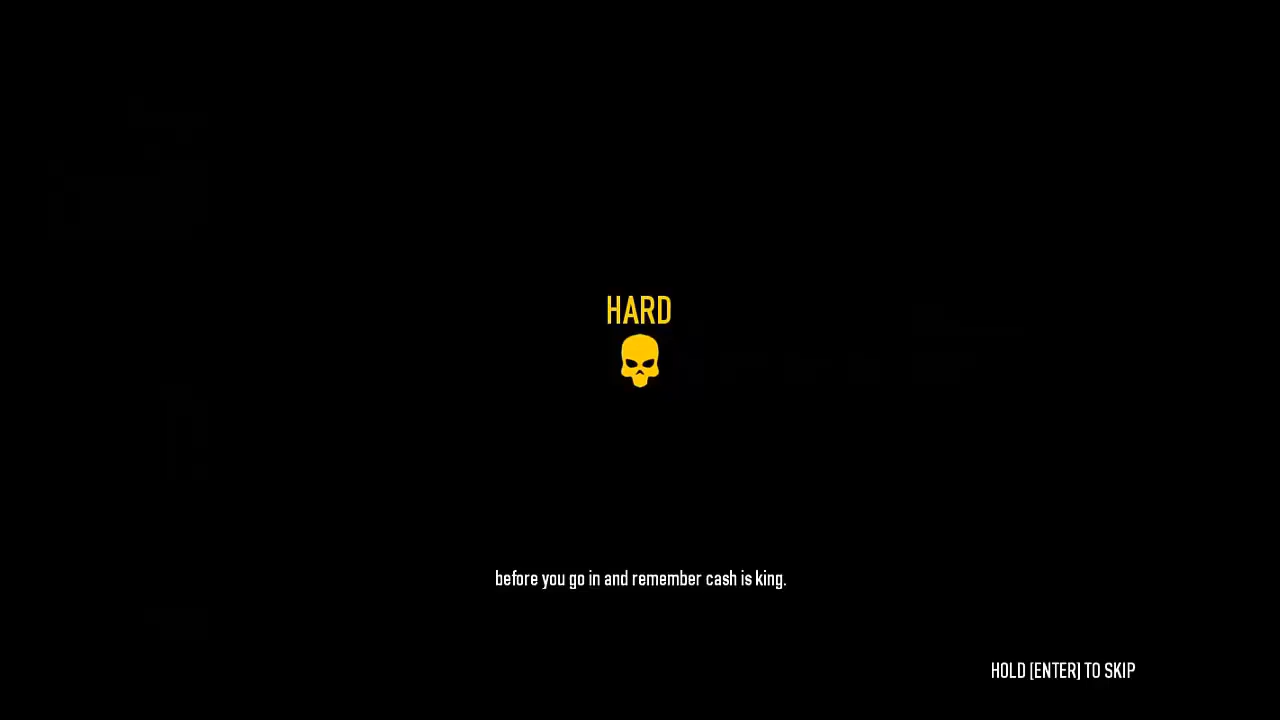 HARD
before you go in and remember cash is king.
HOLD [ENTER] TO SKIP